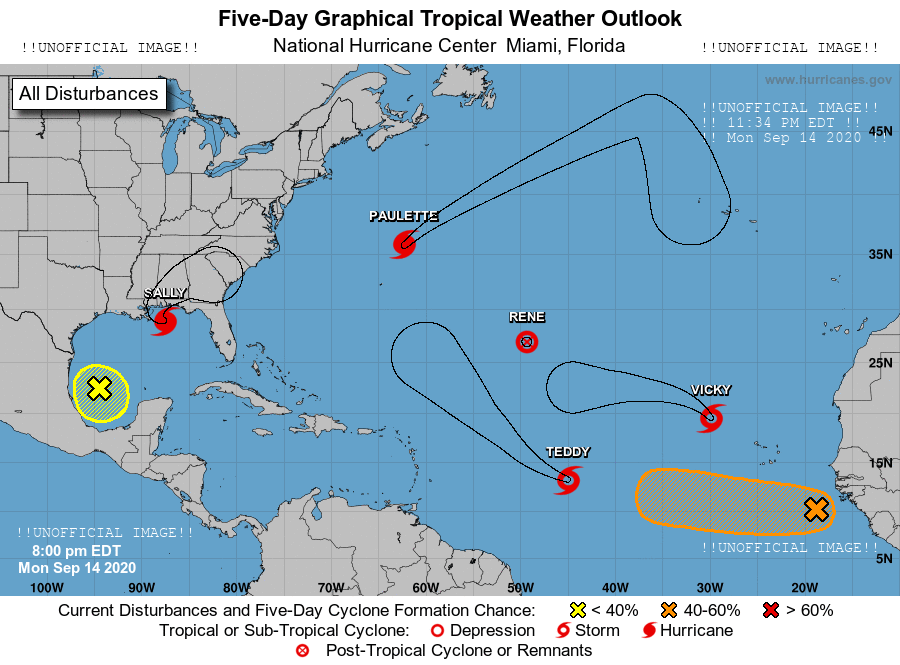 Five-Day Graphical Tropical Weather Outlook
!!UNOFFICIAL IMAGE!! National Hurricane Center  Miami, Florida !!UNOFFICIAL IMAGE!!
www.hurricanes.gov
All Disturbances
!!UNOFFICIAL IMAGE!!
!! 11:34 PM EDT !!
!! Mon Sep 14 2020 !!
45N
PAULETTE
35N
SALLY
RENE
25N
VICKY
TEDDY
15N
!!UNOFFICIAL IMAGE!!
8:00 pm EDT
Mon Sep 14 2020
!!UNOFFICIAL IMAGE!!
5N
100W 90W 80W 70W 60W 50W 40W 30W 20W
Current Disturbances and Five-Day Cyclone Formation Chance: < 40% 40-60% > 60%
Tropical or Sub-Tropical Cyclone: Depression Storm Hurricane
Post-Tropical Cyclone or Remnants